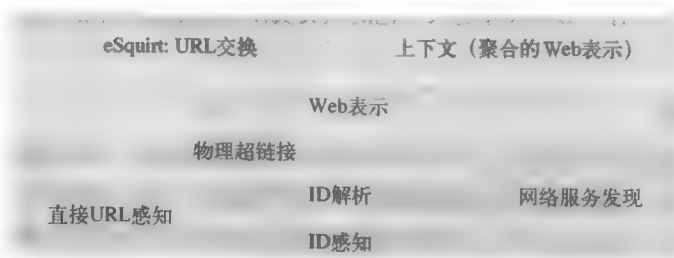 eSquirt: URL交换 上下文（聚合的Web表示）
Web表示
物理超链接
ID解析 网络服务发现
直接URL感知
ID感知